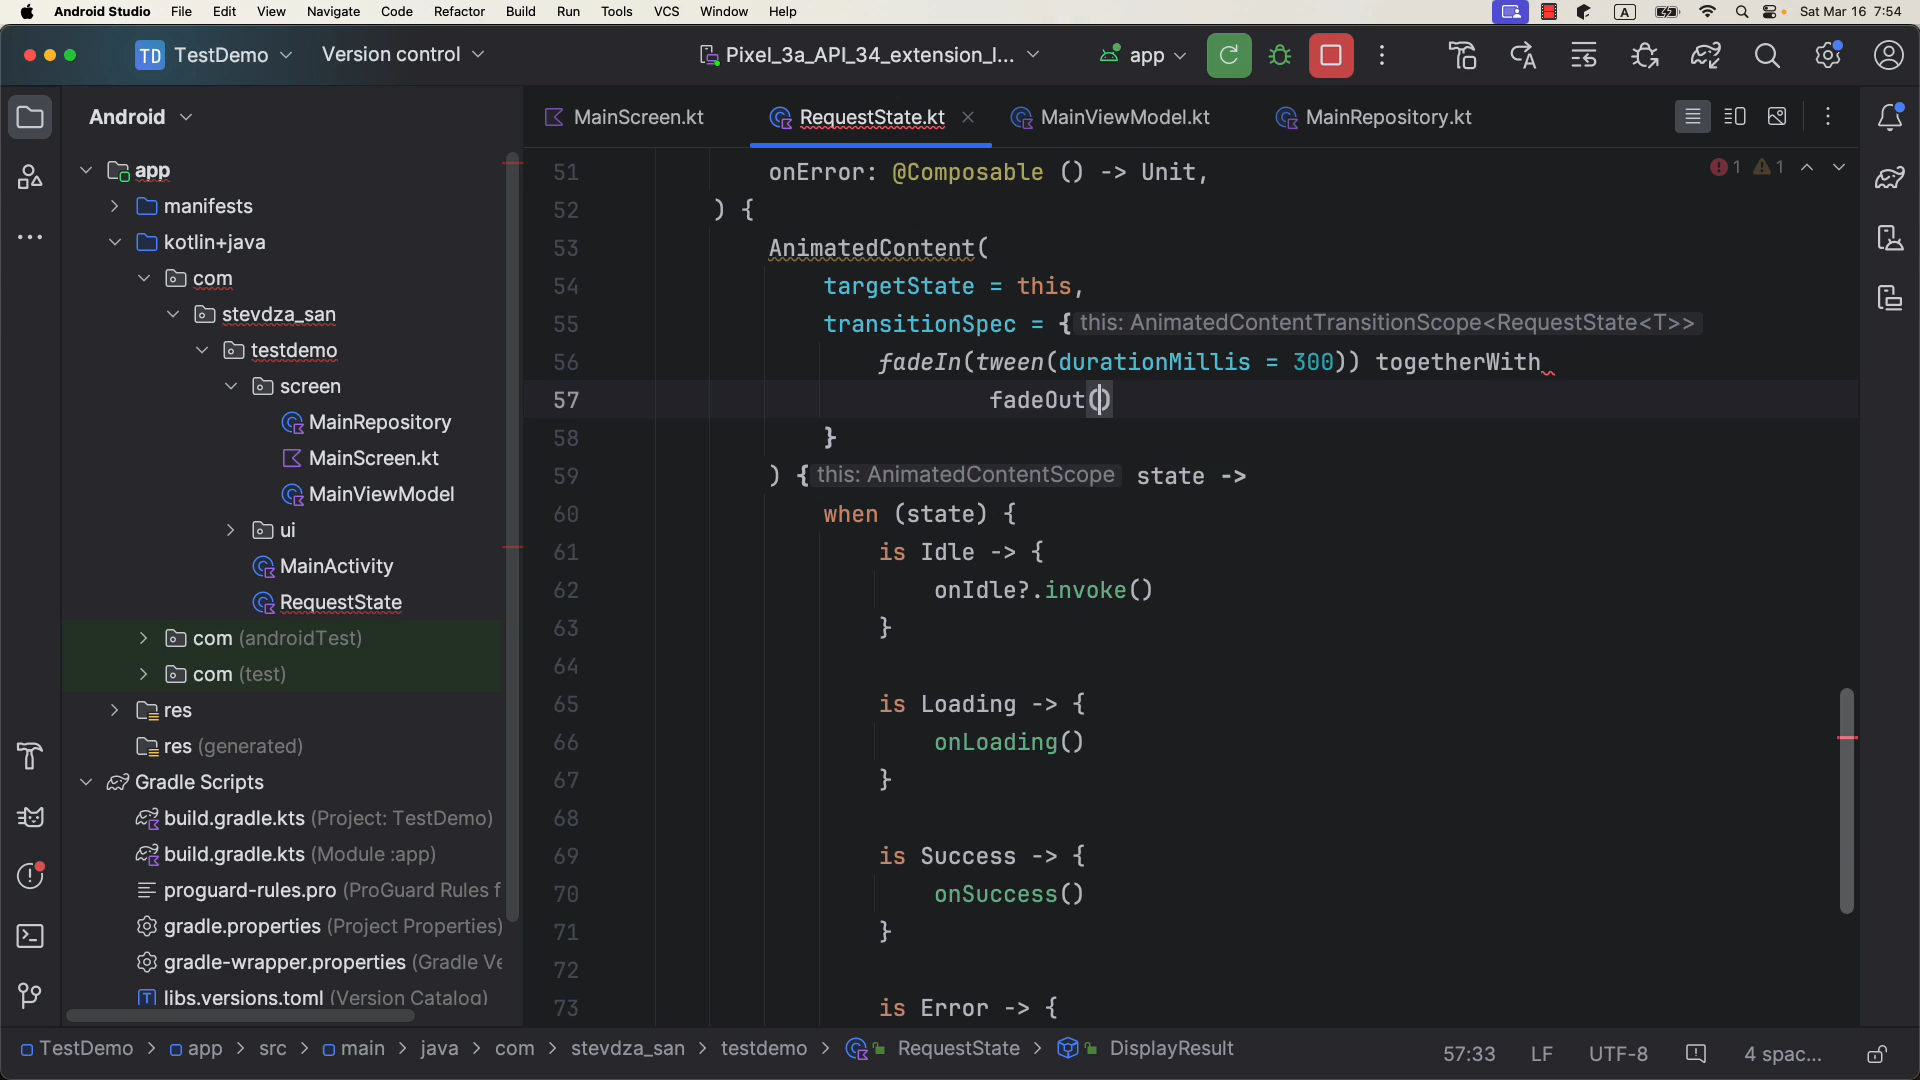 Android Studio File Edit View Navigate Code Refactor Build Run Tools VCS Window Help A Sat Mar 16 7:54
TD TestDemo Version control Pixel_3a_API_34_extension_l... app
Android
MainScreen.kt RequestState.kt MainViewModel.kt MainRepository.kt
app
manifests
kotlin+java
com
stevdza_san
testdemo
screen
MainRepository
MainScreen.kt
MainViewModel
ui
MainActivity
RequestState
com (androidTest)
com (test)
res
res (generated)
Gradle Scripts
build.gradle.kts (Project: TestDemo)
build.gradle.kts (Module :app)
proguard-rules.pro (ProGuard Rules f
gradle.properties (Project Properties)
gradle-wrapper.properties (Gradle Ve
libs.versions.toml (Version Catalog)
1 1
51 onError: @Composable () -> Unit,
52 ) {
53 AnimatedContent(
54 targetState = this,
55 transitionSpec = { this: AnimatedContentTransitionScope<RequestState<T>>
56 fadeIn(tween(durationMillis = 300)) togetherWith
57 fadeOut()
58 }
59 ) { this: AnimatedContentScope state ->
60 when (state) {
61 is Idle -> {
62 onIdle?.invoke()
63 }
64
65 is Loading -> {
66 onLoading()
67 }
68
69 is Success -> {
70 onSuccess()
71 }
72
73 is Error -> {
TestDemo > app > src > main > java > com > stevdza_san > testdemo > RequestState > DisplayResult 57:33 LF UTF-8 4 spac...